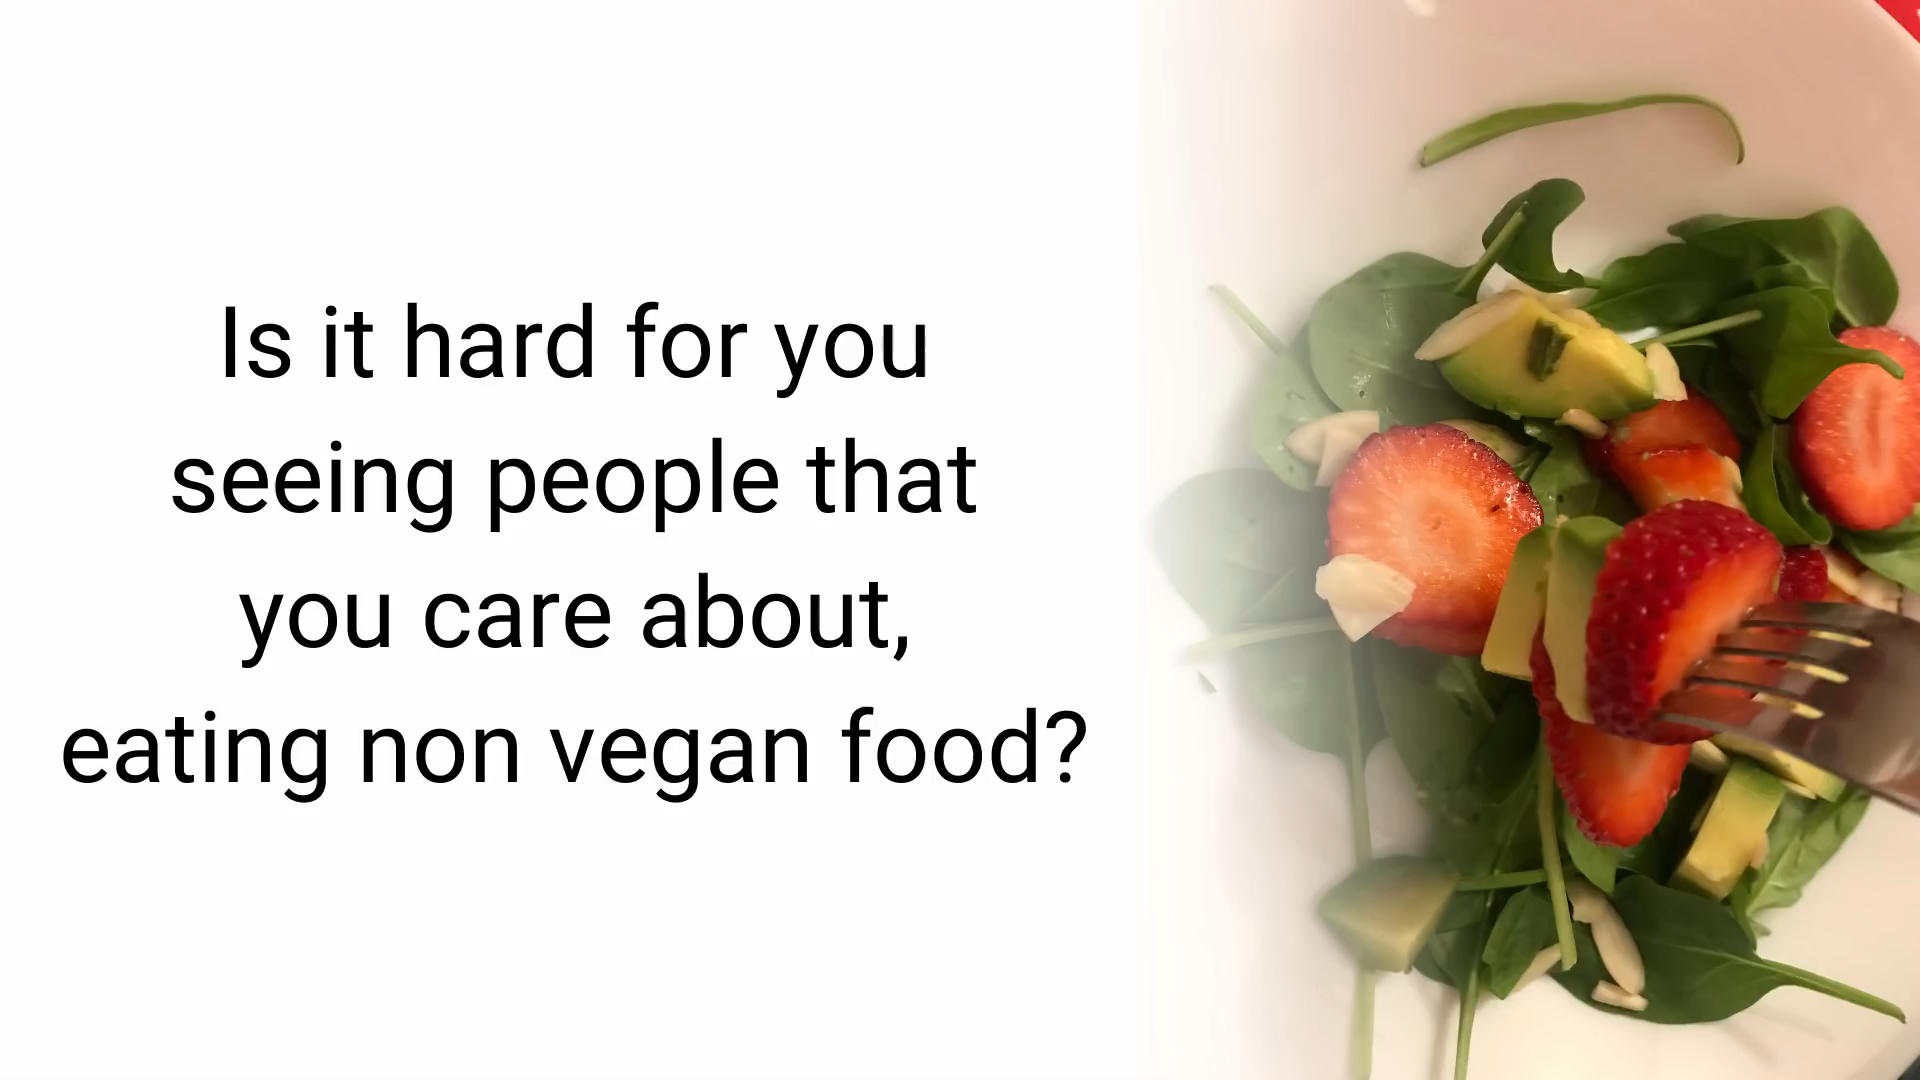 Is it hard for you
seeing people that
you care about,
eating non vegan food?